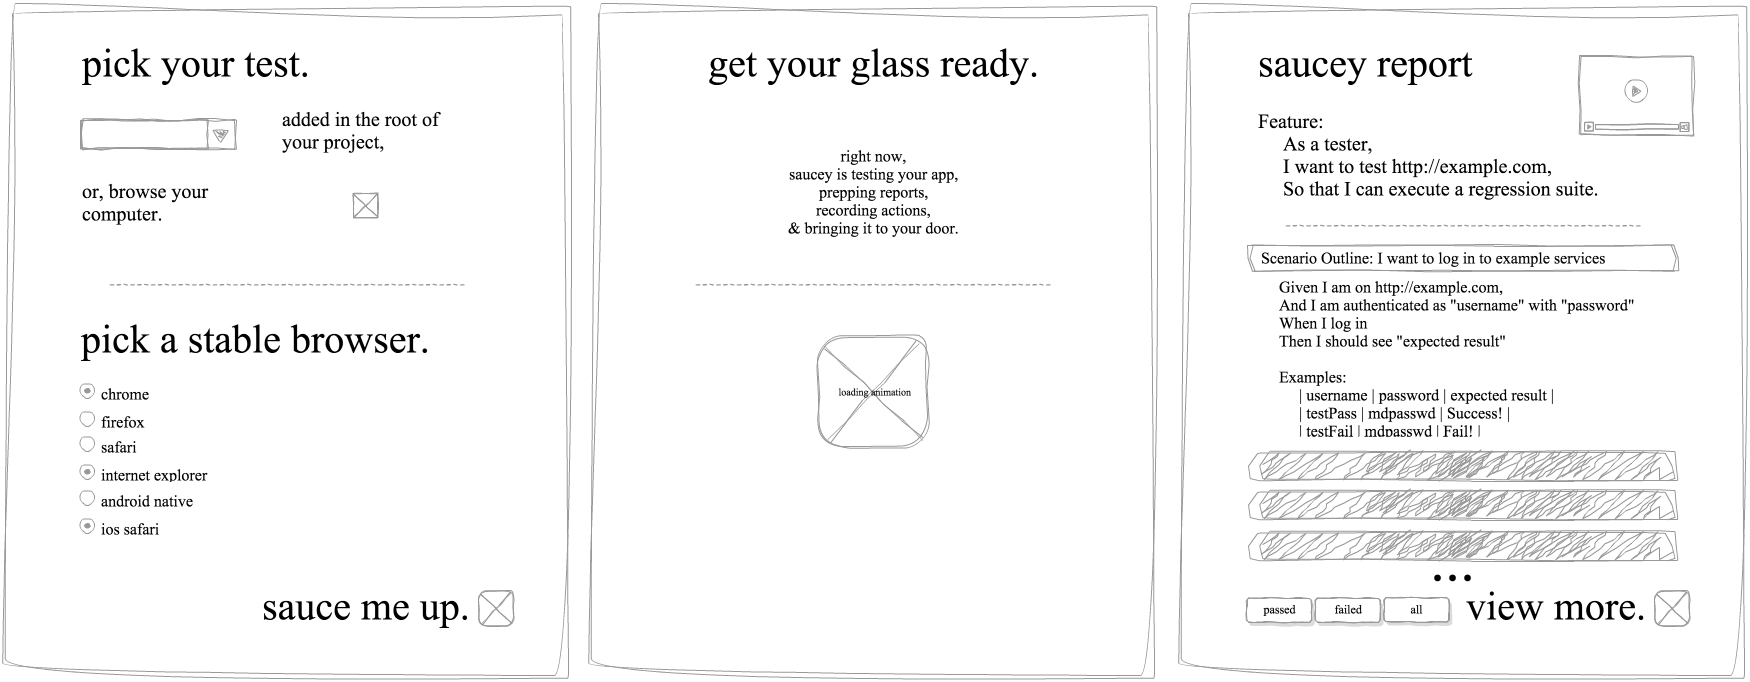 pick your test.
added in the root of
your project,
or, browse your
computer.
pick a stable browser.
chrome
firefox
safari
internet explorer
android native
ios safari
sauce me up.
get your glass ready.
right now,
saucey is testing your app,
prepping reports,
recording actions,
& bringing it to your door.
loading animation
saucey report
Feature:
As a tester,
I want to test http://example.com,
So that I can execute a regression suite.
Scenario Outline: I want to log in to example services
Given I am on http://example.com,
And I am authenticated as "username" with "password"
When I log in
Then I should see "expected result"
Examples:
| username | password | expected result |
| testPass | mdpasswd | Success! |
| testFail | mdpasswd | Fail! |
...
passed failed all view more.